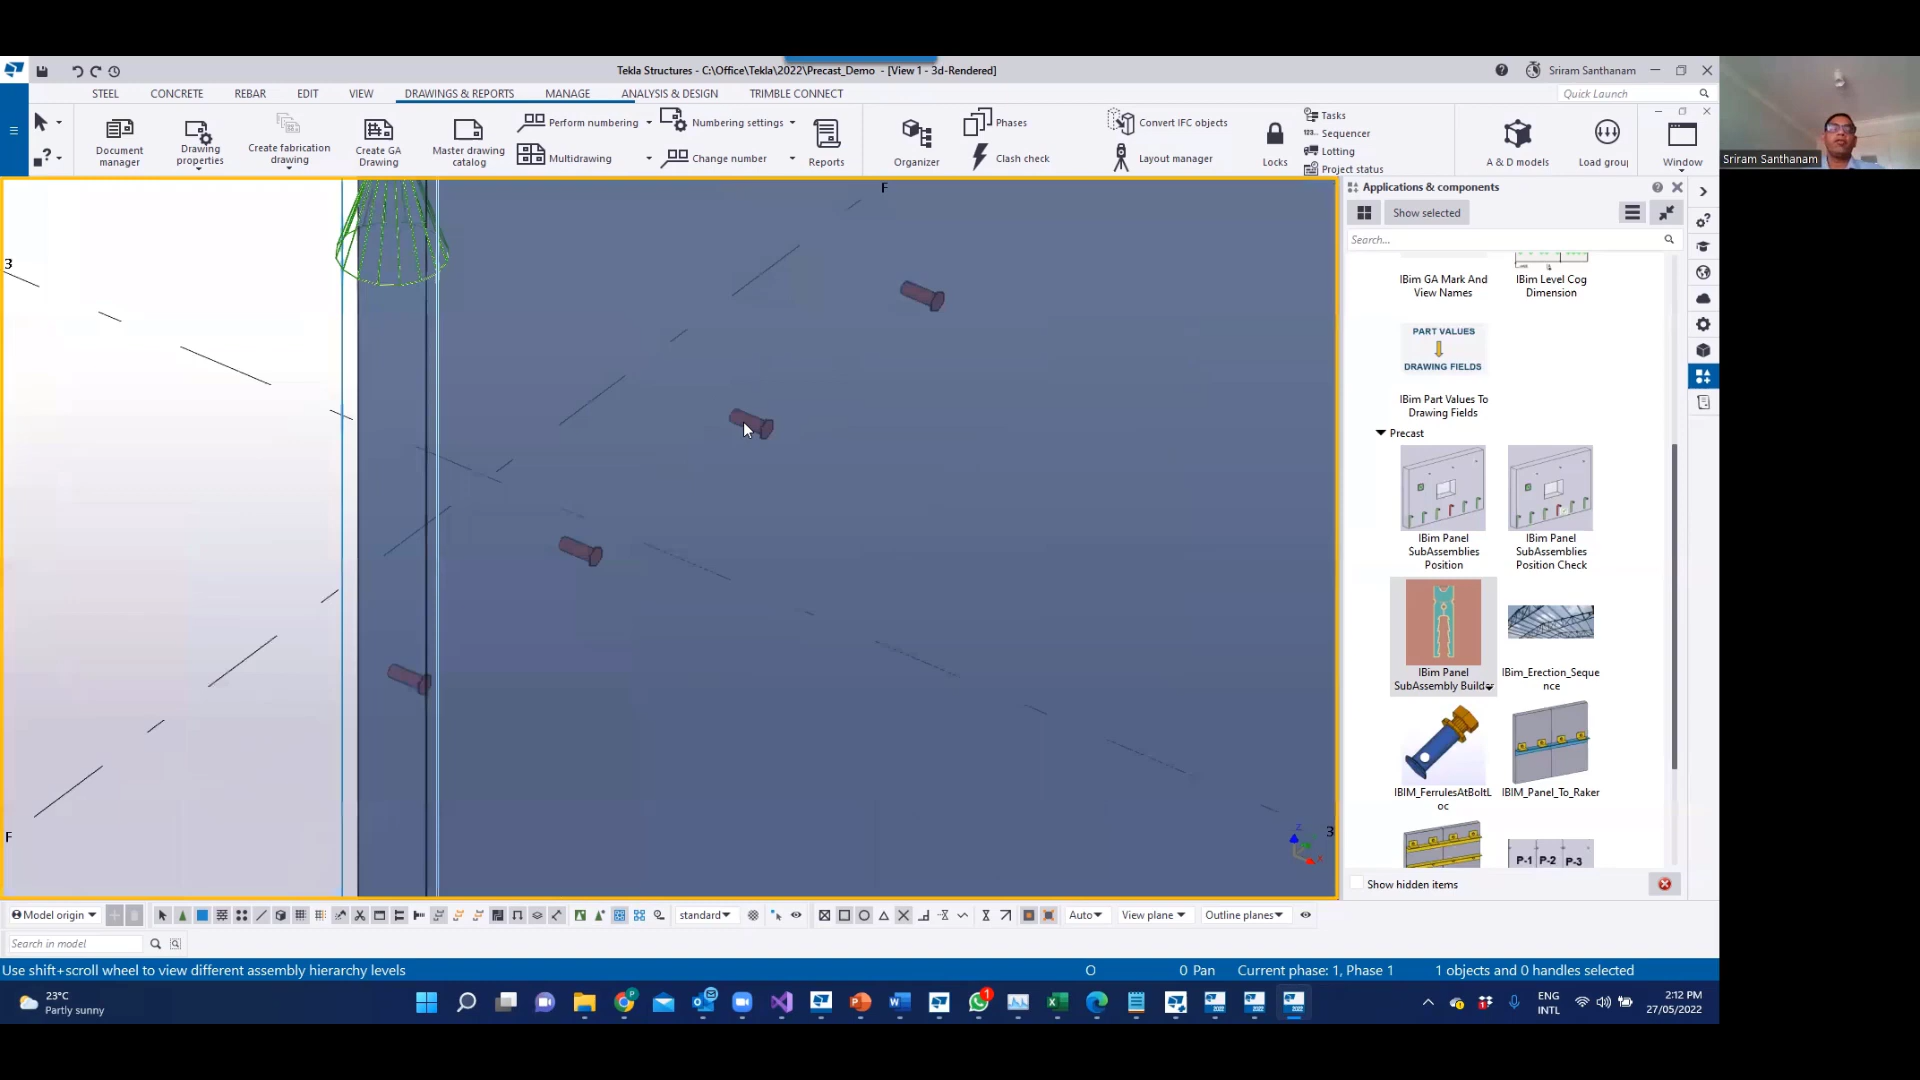 Tekla Structures - C:\Office\Tekla\2022\Precast_Demo - [View 1 - 3d-Rendered]
Sriram Santhanam
STEEL CONCRETE REBAR EDIT VIEW DRAWINGS & REPORTS MANAGE ANALYSIS & DESIGN TRIMBLE CONNECT
Quick Launch
Document manager
Drawing properties
Create fabrication drawing
Create GA Drawing
Master drawing catalog
Perform numbering
Multidrawing
Numbering settings
Change number
Reports
Organizer
Phases
Clash check
Convert IFC objects
Layout manager
Locks
Tasks
Sequencer
Lotting
Project status
A & D models
Load group
Window
Sriram Santhanam
F
3
F
3
Applications & components
Show selected
Search...
IBim GA Mark And
View Names
IBim Level Cog
Dimension
PART VALUES
DRAWING FIELDS
IBim Part Values To
Drawing Fields
Precast
IBim Panel
SubAssemblies
Position
IBim Panel
SubAssemblies
Position Check
IBim Panel
SubAssembly Builder
IBim_Erection_Seque
nce
IBIM_FerrulesAtBoltL
oc
IBIM_Panel_To_Raker
P-1 P-2 P-3
Show hidden items
Model origin
standard
Auto
View plane
Outline planes
Search in model
Use shift+scroll wheel to view different assembly hierarchy levels
O
0 Pan
Current phase: 1, Phase 1
1 objects and 0 handles selected
23°C
Partly sunny
1
ENG
INTL
2:12 PM
27/05/2022